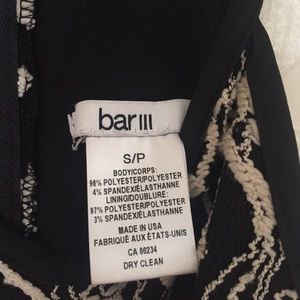 bar III
S/P
BODY/CORPS:
96% POLYESTER/POLYESTER
4% SPANDEX/ELASTHANNE
LINING/DOUBLURE:
97% POLYESTER/POLYESTER
3% SPANDEX/ELASTHANNE
MADE IN USA
FABRIQUÉ AUX ÉTATS-UNIS
CA 00234
DRY CLEAN